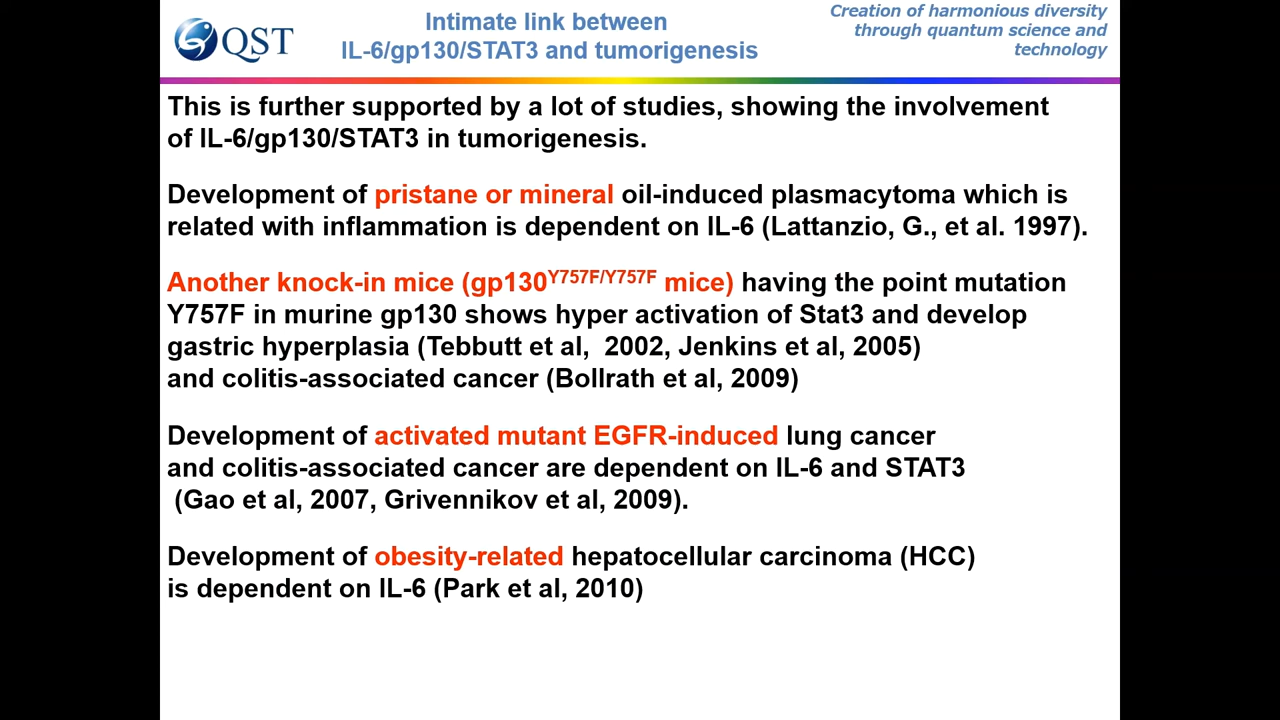 QST
Intimate link between
IL-6/gp130/STAT3 and tumorigenesis
Creation of harmonious diversity
through quantum science and
technology
This is further supported by a lot of studies, showing the involvement
of IL-6/gp130/STAT3 in tumorigenesis.
Development of pristane or mineral oil-induced plasmacytoma which is
related with inflammation is dependent on IL-6 (Lattanzio, G., et al. 1997).
Another knock-in mice (gp130Y757F/Y757F mice) having the point mutation
Y757F in murine gp130 shows hyper activation of Stat3 and develop
gastric hyperplasia (Tebbutt et al,  2002, Jenkins et al, 2005)
and colitis-associated cancer (Bollrath et al, 2009)
Development of activated mutant EGFR-induced lung cancer
and colitis-associated cancer are dependent on IL-6 and STAT3
(Gao et al, 2007, Grivennikov et al, 2009).
Development of obesity-related hepatocellular carcinoma (HCC)
is dependent on IL-6 (Park et al, 2010)